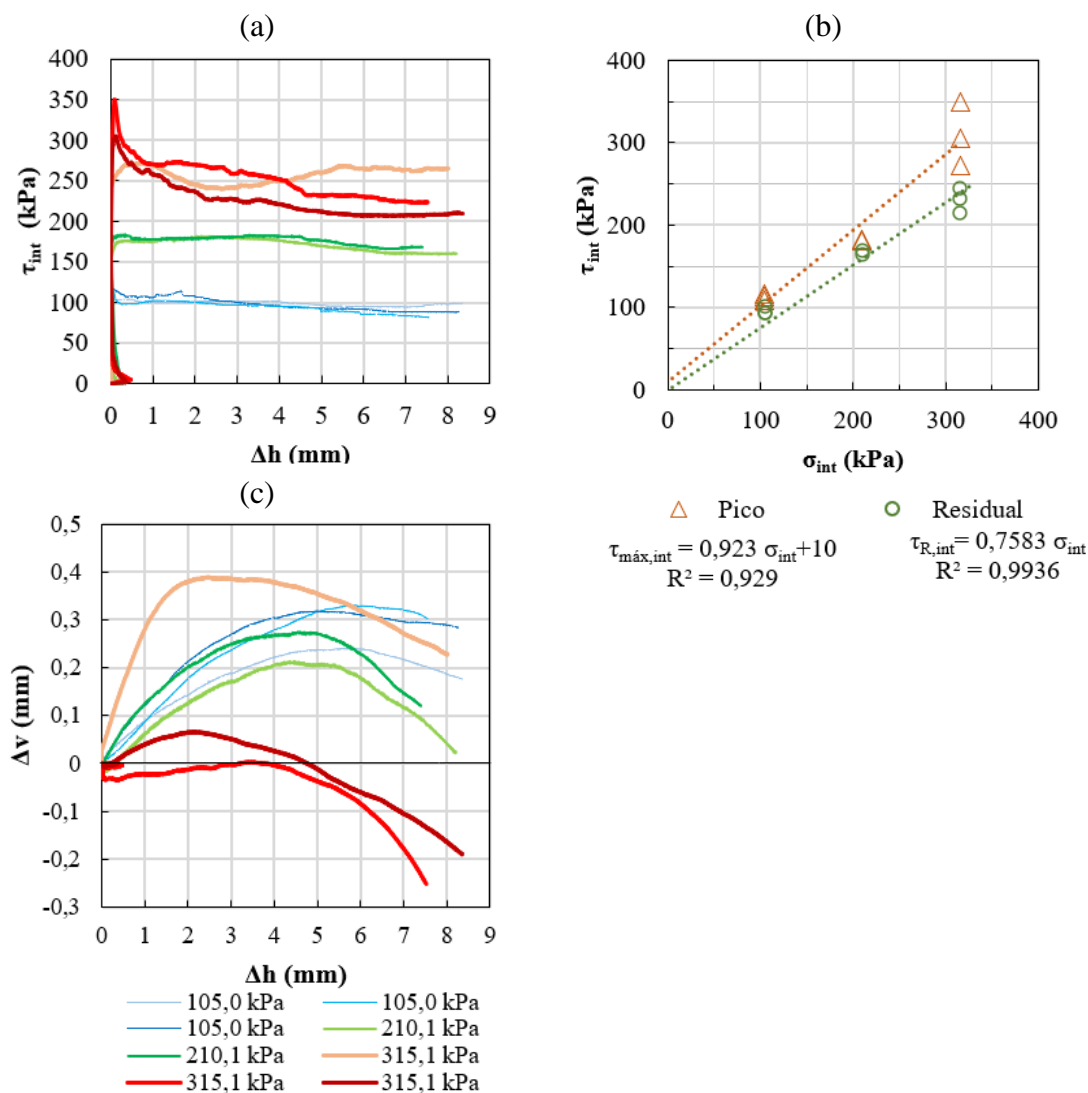 (a)
400
350
300
250
200
150
100
50
0
τint (kPa)
0 1 2 3 4 5 6 7 8 9
Δh (mm)
(b)
400
300
200
100
0
τint (kPa)
100 200 300 400
σint (kPa)
Pico
τmáx,int = 0,923 σint+10
R² = 0,929
Residual
τR,int= 0,7583 σint
R² = 0,9936
(c)
0,5
0,4
0,3
0,2
0,1
0
-0,1
-0,2
-0,3
Δv (mm)
0 1 2 3 4 5 6 7 8 9
Δh (mm)
105,0 kPa 105,0 kPa
105,0 kPa 210,1 kPa
210,1 kPa 315,1 kPa
315,1 kPa 315,1 kPa